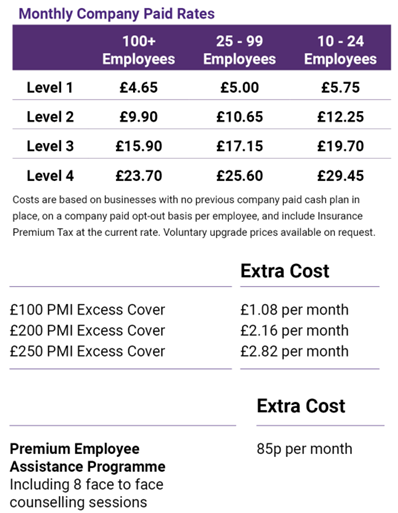 Monthly Company Paid Rates
100+ 25 - 99 10 - 24
Employees Employees Employees
Level 1 £4.65 £5.00 £5.75
Level 2 £9.90 £10.65 £12.25
Level 3 £15.90 £17.15 £19.70
Level 4 £23.70 £25.60 £29.45
Costs are based on businesses with no previous company paid cash plan in
place, on a company paid opt-out basis per employee, and include Insurance
Premium Tax at the current rate. Voluntary upgrade prices available on request.
Extra Cost
£100 PMI Excess Cover £1.08 per month
£200 PMI Excess Cover £2.16 per month
£250 PMI Excess Cover £2.82 per month
Extra Cost
Premium Employee 85p per month
Assistance Programme
Including 8 face to face
counselling sessions